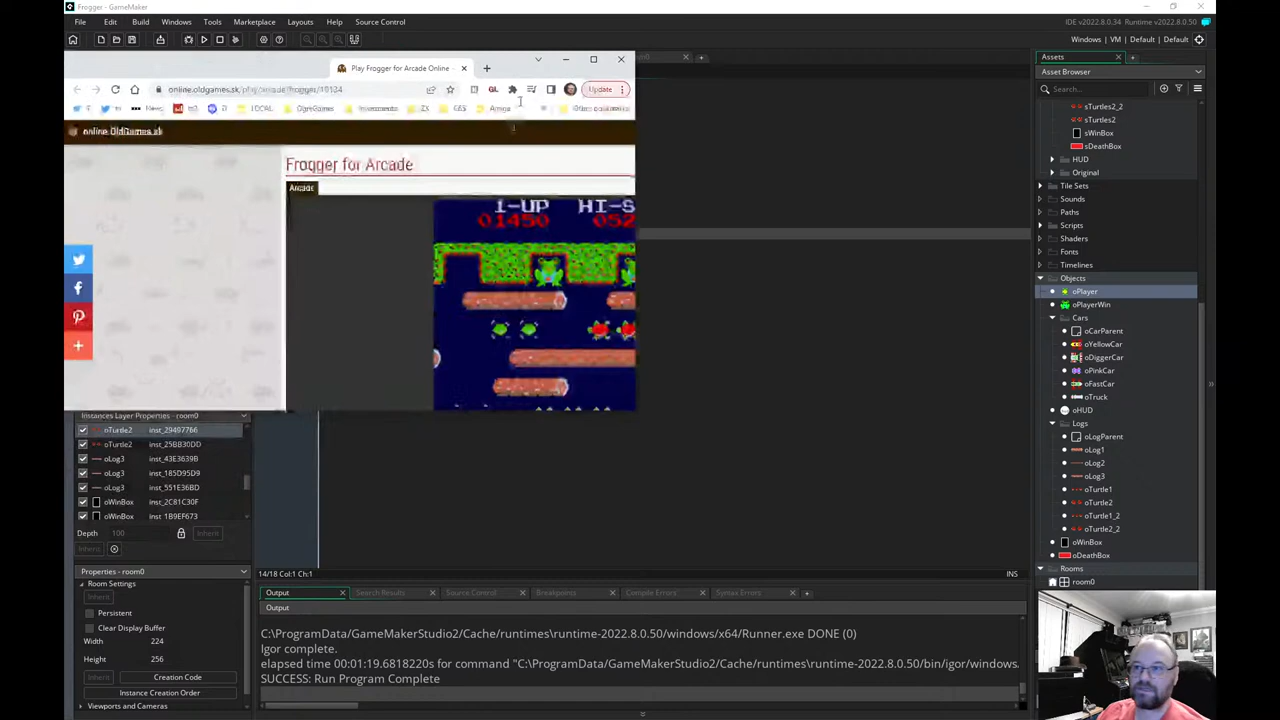 Frogger - GameMaker
File Edit Build Windows Tools Marketplace Layouts Help Source Control
IDE v2022.8.0.34 Runtime v2022.8.0.50
Windows | VM | Default | Default
Play Frogger for Arcade Online
online.oldgames.sk/play/arcade/frogger/10124
GL
Update
News
LOCAL
Amiga
online.OldGames.sk
Frogger for Arcade
Arcade
1-UP HI-S
01450 052
Assets
Asset Browser
Search...
sTurtles2_2
sTurtles2
sWinBox
sDeathBox
HUD
Original
Tile Sets
Sounds
Paths
Scripts
Shaders
Fonts
Timelines
Objects
oPlayer
oPlayerWin
Cars
oCarParent
oYellowCar
oDiggerCar
oPinkCar
oFastCar
oTruck
oHUD
Logs
oLogParent
oLog1
oLog2
oLog3
oTurtle1
oTurtle2
oTurtle1_2
oTurtle2_2
oWinBox
oDeathBox
Rooms
room0
Instances Layer Properties - room0
oTurtle2 inst_29497766
oTurtle2 inst_25BB30DD
oLog3 inst_43E3639B
oLog3 inst_185D95D9
oLog3 inst_551E36BD
oWinBox inst_2C81C30F
oWinBox inst_1B9EF673
Depth 100 Inherit
Inherit
Properties - room0
Room Settings
Inherit
Persistent
Clear Display Buffer
Width 224
Height 256
Inherit Creation Code
Instance Creation Order
Viewports and Cameras
14/18 Col:1 Ch:1 INS
Output Search Results Source Control Breakpoints Compile Errors Syntax Errors
Output
C:\ProgramData/GameMakerStudio2/Cache/runtimes\runtime-2022.8.0.50/windows/x64/Runner.exe DONE (0)
Igor complete.
elapsed time 00:01:19.6818220s for command "C:\ProgramData/GameMakerStudio2/Cache/runtimes\runtime-2022.8.0.50/bin/igor/windows.
SUCCESS: Run Program Complete